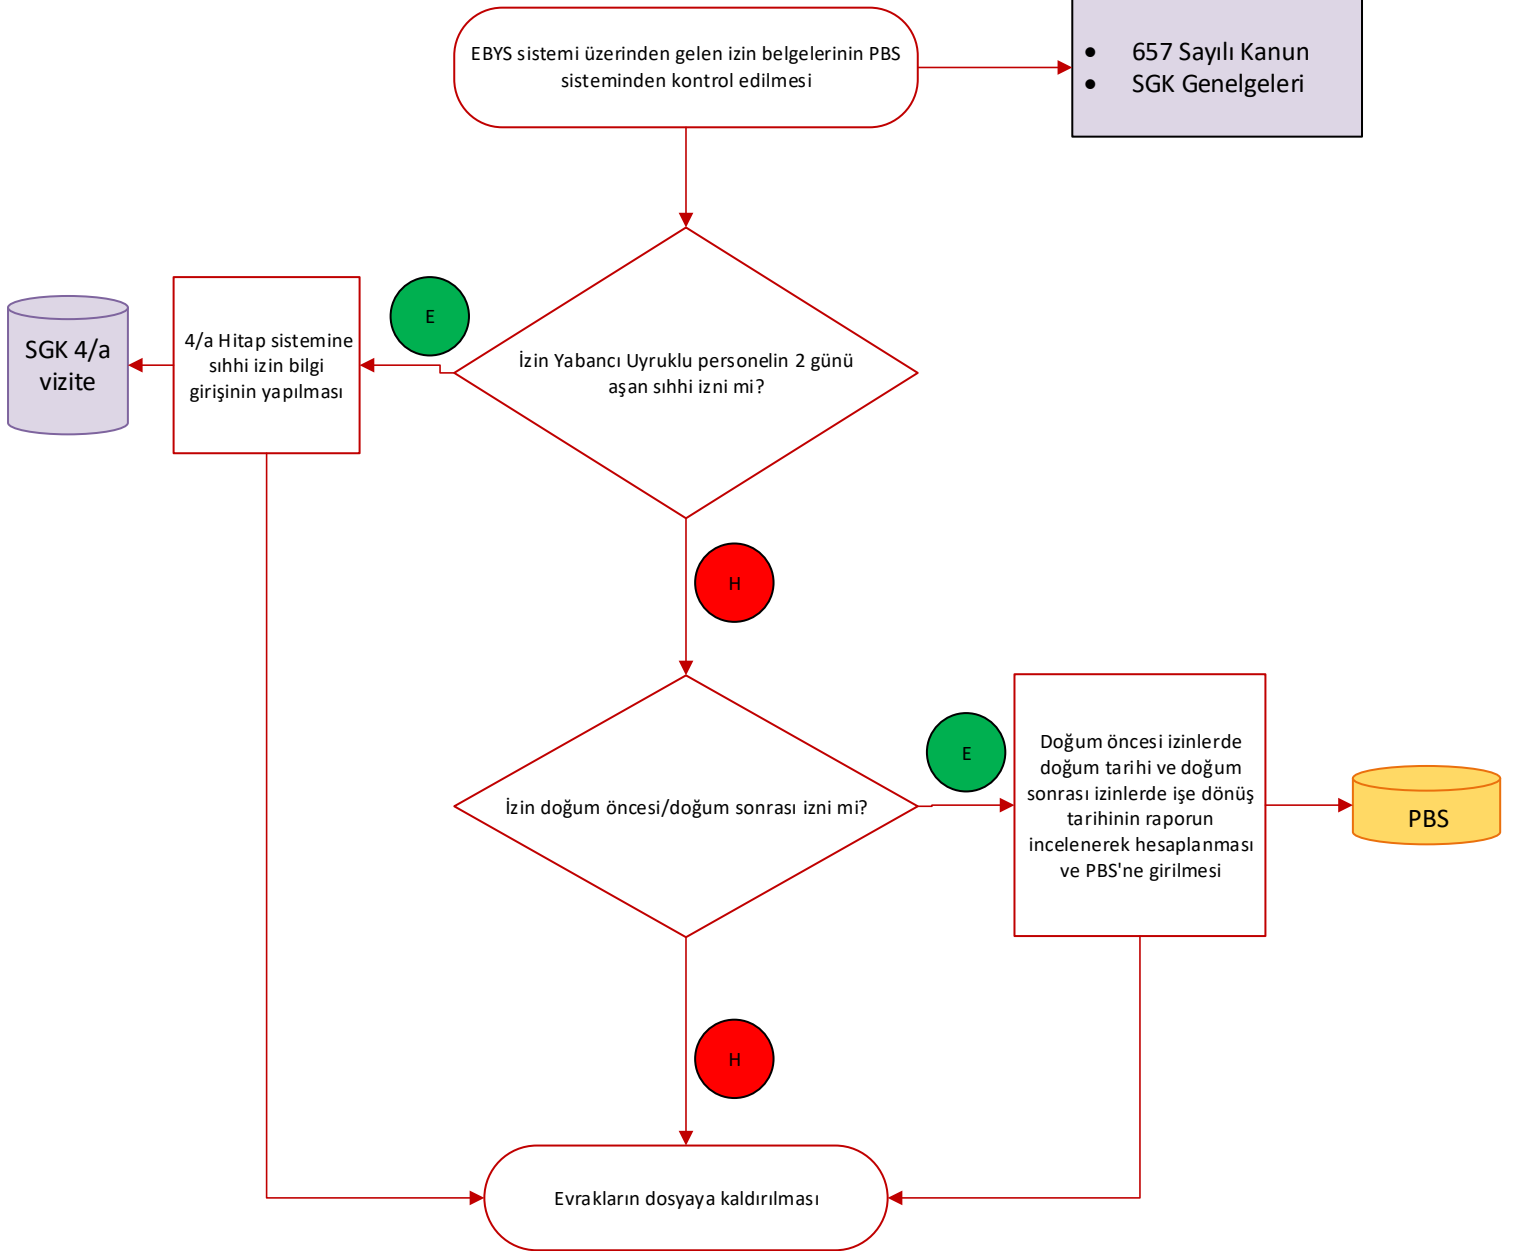 EBYS sistemi üzerinden gelen izin belgelerinin PBS
sisteminden kontrol edilmesi
• 657 Sayılı Kanun
• SGK Genelgeleri
SGK 4/a
vizite
4/a Hitap sistemine
sıhhi izin bilgi
girişinin yapılması
E
İzin Yabancı Uyruklu personelin 2 günü
aşan sıhhi izni mi?
H
İzin doğum öncesi/doğum sonrası izni mi?
E
Doğum öncesi izinlerde
doğum tarihi ve doğum
sonrası izinlerde işe dönüş
tarihinin raporun
incelenerek hesaplanması
ve PBS'ne girilmesi
PBS
H
Evrakların dosyaya kaldırılması